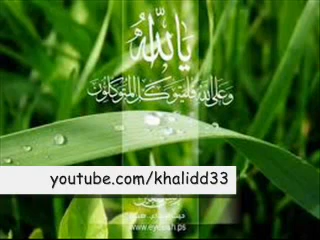 يا الله
وعلى الله فليتوكل المتوكلون
youtube.com/khalidd33